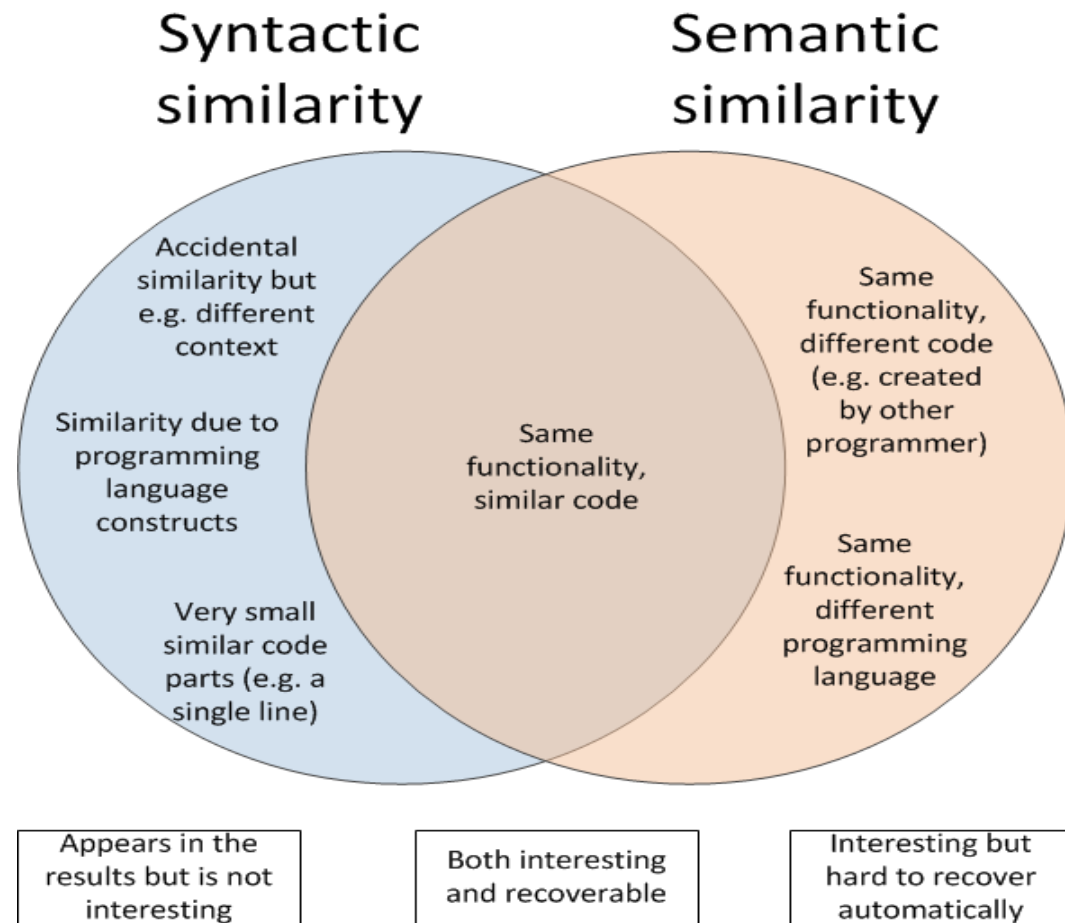 Syntactic
similarity
Semantic
similarity
Accidental
similarity but
e.g. different
context
Similarity due to
programming
language
constructs
Very small
similar code
parts (e.g. a
single line)
Same
functionality,
similar code
Same
functionality,
different code
(e.g. created
by other
programmer)
Same
functionality,
different
programming
language
Appears in the
results but is not
interesting
Both interesting
and recoverable
Interesting but
hard to recover
automatically